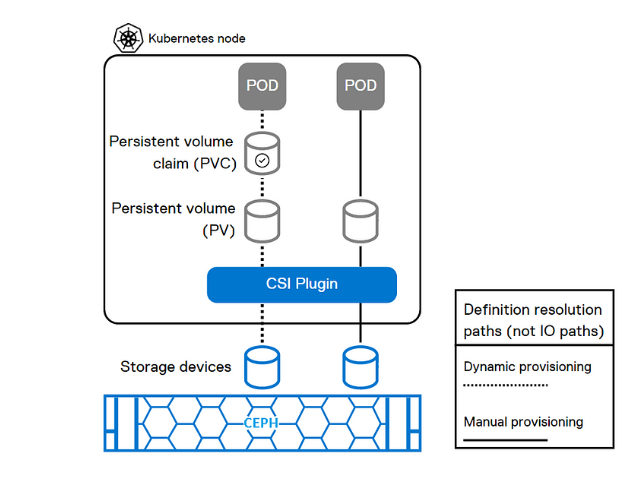 Kubernetes node
POD
POD
Persistent volume
claim (PVC)
Persistent volume
(PV)
CSI Plugin
Storage devices
CEPH
Definition resolution
paths (not IO paths)
Dynamic provisioning
Manual provisioning